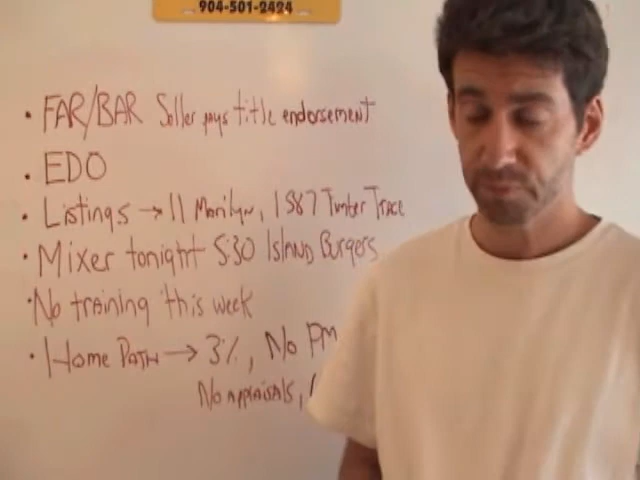 904-501-2424
• FAR/BAR Seller pays title endorsement
• EDO
• Listings → 11 Marilyn, 1587 Timber Trace
• Mixer tonight 5:30 Island Burgers
• No training this week
• Home Path → 3%, No PM
No appraisals,